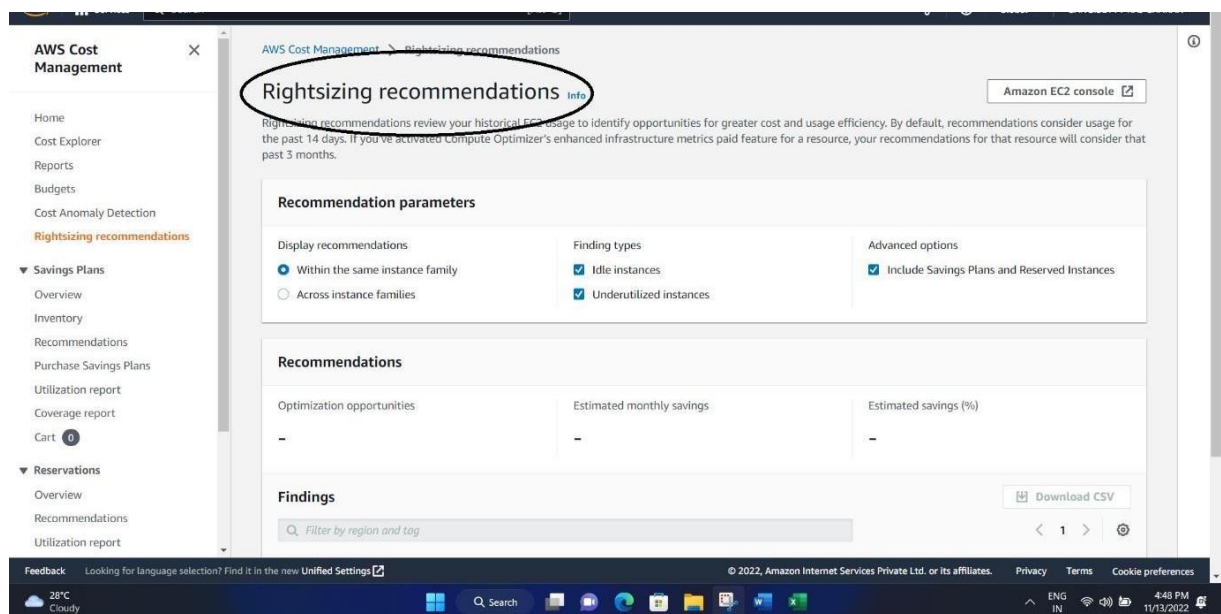 AWS Cost
Management
Home
Cost Explorer
Reports
Budgets
Cost Anomaly Detection
Rightsizing recommendations
Savings Plans
Overview
Inventory
Recommendations
Purchase Savings Plans
Utilization report
Coverage report
Cart 0
Reservations
Overview
Recommendations
Utilization report
AWS Cost Management > Rightsizing recommendations
Rightsizing recommendations Info
Amazon EC2 console
Rightsizing recommendations review your historical EC2 usage to identify opportunities for greater cost and usage efficiency. By default, recommendations consider usage for
the past 14 days. If you've activated Compute Optimizer's enhanced infrastructure metrics paid feature for a resource, your recommendations for that resource will consider that
past 3 months.
Recommendation parameters
Display recommendations
Within the same instance family
Across instance families
Finding types
Idle instances
Underutilized instances
Advanced options
Include Savings Plans and Reserved Instances
Recommendations
Optimization opportunities
-
Estimated monthly savings
-
Estimated savings (%)
-
Findings
Download CSV
Filter by region and tag
< 1 >
Feedback Looking for language selection? Find it in the new Unified Settings
© 2022, Amazon Internet Services Private Ltd. or its affiliates. Privacy Terms Cookie preferences
28°C
Cloudy
Search
ENG
IN
4:48 PM
11/13/2022